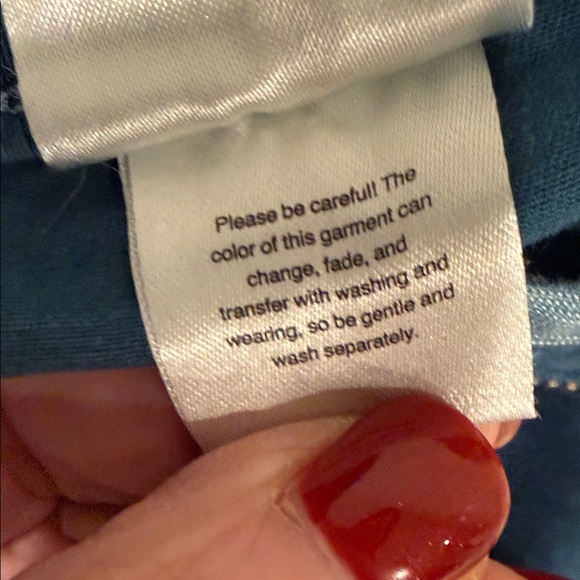 Please be careful! The
color of this garment can
change, fade, and
transfer with washing and
wearing, so be gentle and
wash separately.